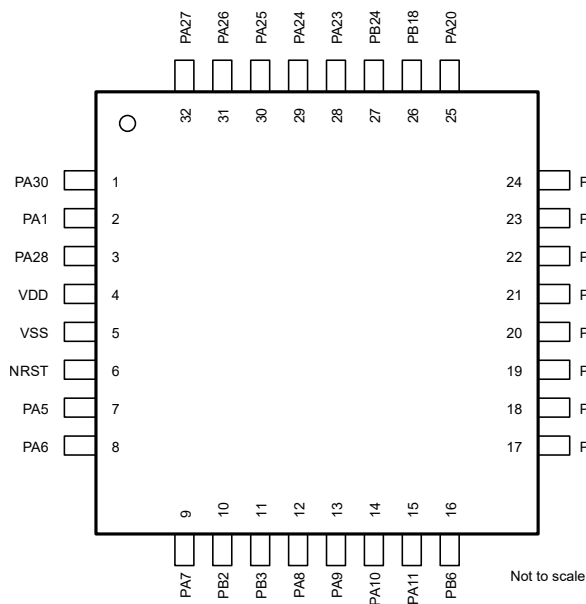 PA27
PA26
PA25
PA24
PA23
PB24
PB18
PA20
32
31
30
29
28
27
26
25
PA30
1
PA1
2
PA28
3
VDD
4
VSS
5
NRST
6
PA5
7
PA6
8
24
23
22
21
20
19
18
17
9
10
11
12
13
14
15
16
PA7
PB2
PB3
PA8
PA9
PA10
PA11
PB6
Not to scale